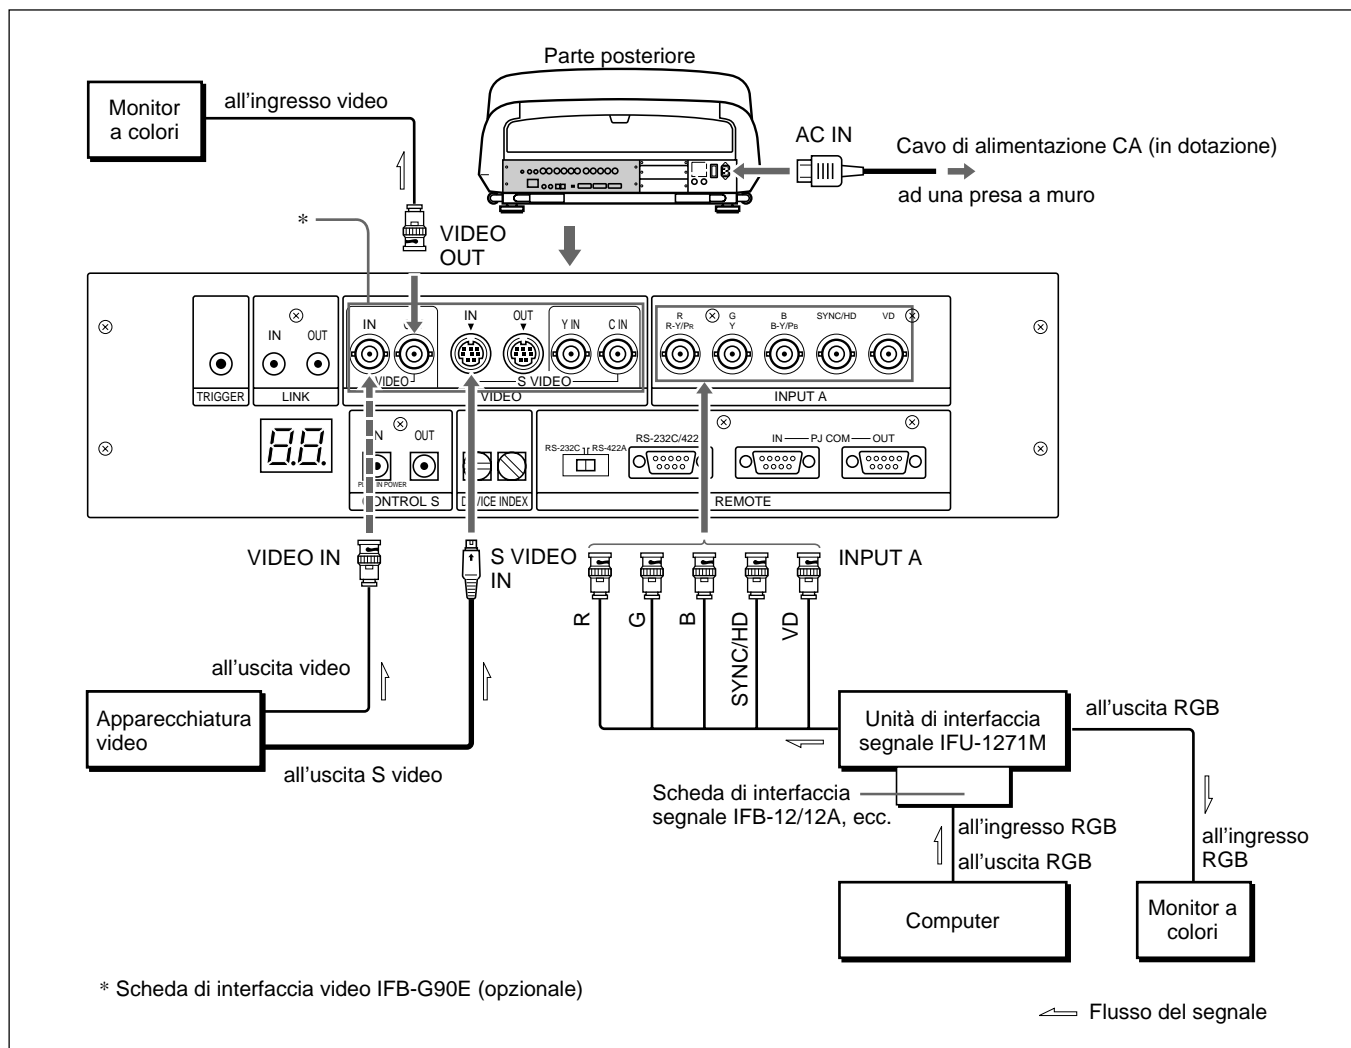 Parte posteriore
Monitor
a colori
all'ingresso video
AC IN
Cavo di alimentazione CA (in dotazione)
ad una presa a muro
*
VIDEO
OUT
IN
OUT
IN
IN
OUT
Y IN
C IN
R
R-Y/PR
G
Y
B
B-Y/PB
SYNC/HD
VD
VIDEO
S VIDEO
TRIGGER
LINK
VIDEO
INPUT A
8.8.
OUT
RS-232C
RS-422A
RS-232C/422
IN
PJ COM
OUT
IN POWER
CONTROL S
INDEX
REMOTE
VIDEO IN
S VIDEO
IN
INPUT A
R
G
B
SYNC/HD
VD
all'uscita video
Apparecchiatura
video
all'uscita S video
Unità di interfaccia
segnale IFU-1271M
all'uscita RGB
Scheda di interfaccia
segnale IFB-12/12A, ecc.
all'ingresso RGB
all'uscita RGB
all'ingresso
RGB
Computer
Monitor a
colori
* Scheda di interfaccia video IFB-G90E (opzionale)
Flusso del segnale